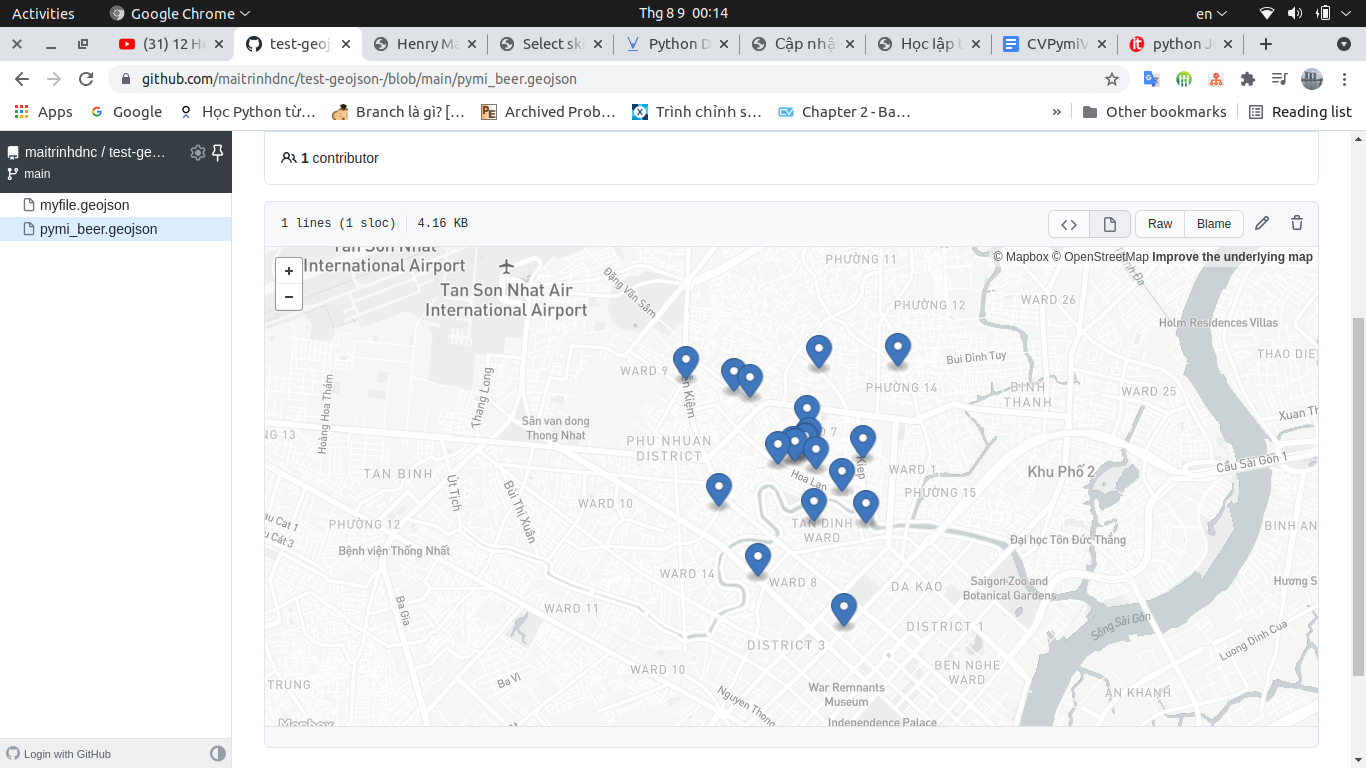 Activities
Google Chrome
Thg 8 9 00:14
en
(31) 12 H
test-geoj
Henry Ma
Select ski
Python D
Cập nhậ
Học lập t
CVPymiV
python J
github.com/maitrinhdnc/test-geojson-/blob/main/pymi_beer.geojson
Apps
Google
Học Python từ…
Branch là gì? […
Archived Prob…
Trình chỉnh s…
Chapter 2 - Ba…
»
Other bookmarks
Reading list
maitrinhdnc / test-ge…
main
myfile.geojson
pymi_beer.geojson
Login with GitHub
1 contributor
1 lines (1 sloc)
4.16 KB
Raw
Blame
+
−
© Mapbox © OpenStreetMap Improve the underlying map
Tan Son Nhat
International Airport
Tan Son Nhat Air
International Airport
Đặng Văn Sâm
PHƯỜNG 11
PHƯỜNG 12
WARD 26
Holm Residences Villas
THAO DIE
Bui Dinh Tuy
WARD 9
PHƯỜNG 14
BINH
THANH
WARD 25
Xuan Th
Hoàng Hoa Thám
Thang Long
ên Kiệm
Sân van dong
Thong Nhat
NG 13
PHU NHUAN
DISTRICT
D 7
Kiep
Cầu Sài Gòn 1
TAN BINH
Út Tịch
Bùi Thị Xuân
Hoa Lan
WARD 1
Khu Phố 2
WARD 10
PHƯỜNG 15
au Cat 1
u Cát 3
PHƯỜNG 12
TAN DINH
WARD
BINH AN
Bệnh viện Thống Nhất
Đại học Tôn Đức Thắng
WARD 14
WARD 8
DA KAO
Saigon Zoo and
Botanical Gardens
Hương S
Ba Gia
WARD 11
DISTRICT 1
Sông Sài Gòn
DISTRICT 3
Luong Dinh Cua
WARD 10
BEN NGHE
WARD
TRUNG
Ba Vì
War Remnants
Museum
AN KHANH
Nguyen Thong
Independence Palace
Mapbox